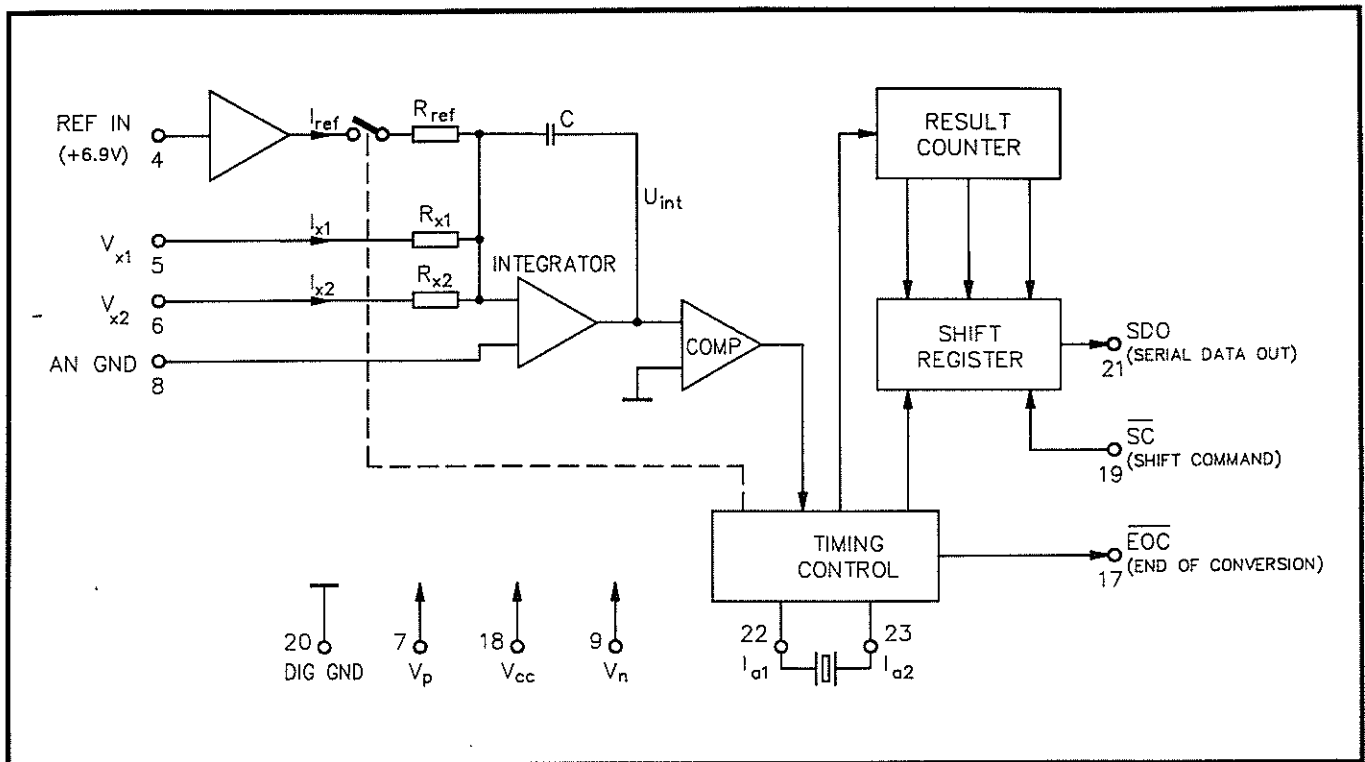 REF IN
(+6.9V)
4
I_ref
R_ref
C
U_int
V_x1
5
I_x1
R_x1
V_x2
6
I_x2
R_x2
INTEGRATOR
AN GND
8
COMP
RESULT
COUNTER
SHIFT
REGISTER
SDO
(SERIAL DATA OUT)
21
S̅C̅
(SHIFT COMMAND)
19
TIMING
CONTROL
E̅O̅C̅
(END OF CONVERSION)
17
20
DIG GND
7
V_p
18
V_cc
9
V_n
22
I_a1
23
I_a2